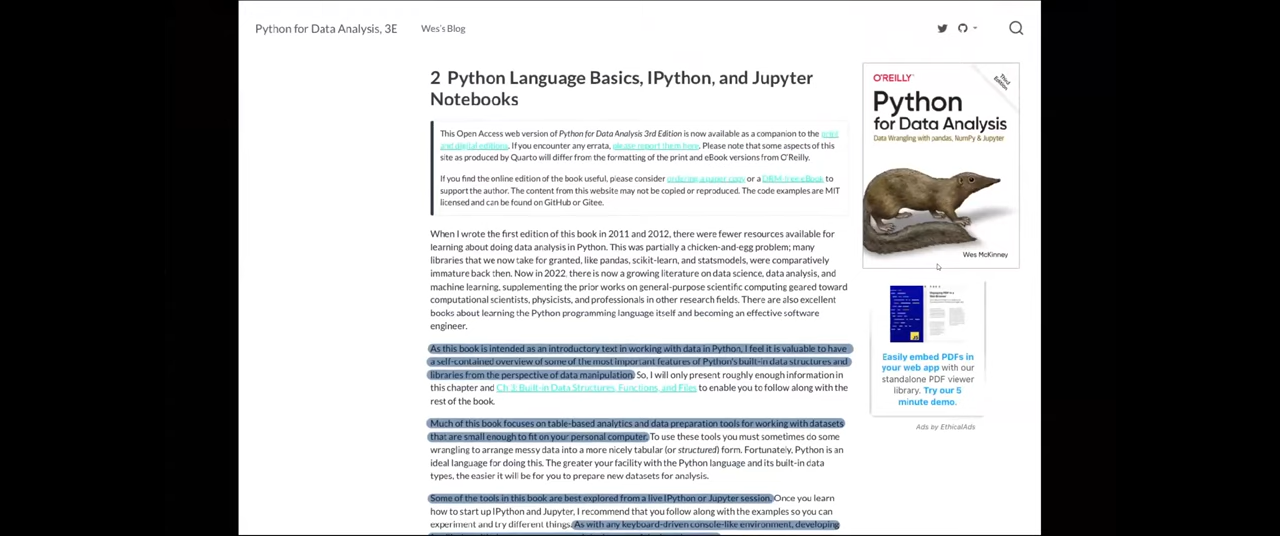 Python for Data Analysis, 3E
Wes's Blog
2 Python Language Basics, IPython, and Jupyter
Notebooks
This Open Access web version of Python for Data Analysis 3rd Edition is now available as a companion to the print
and digital editions. If you encounter any errata, please report them here. Please note that some aspects of this
site as produced by Quarto will differ from the formatting of the print and eBook versions from O'Reilly.
If you find the online edition of the book useful, please consider ordering a paper copy or a DRM-free eBook to
support the author. The content from this website may not be copied or reproduced. The code examples are MIT
licensed and can be found on GitHub or Gitee.
When I wrote the first edition of this book in 2011 and 2012, there were fewer resources available for
learning about doing data analysis in Python. This was partially a chicken-and-egg problem; many
libraries that we now take for granted, like pandas, scikit-learn, and statsmodels, were comparatively
immature back then. Now in 2022, there is now a growing literature on data science, data analysis, and
machine learning, supplementing the prior works on general-purpose scientific computing geared toward
computational scientists, physicists, and professionals in other research fields. There are also excellent
books about learning the Python programming language itself and becoming an effective software
engineer.
As this book is intended as an introductory text in working with data in Python, I feel it is valuable to have
a self-contained overview of some of the most important features of Python's built-in data structures and
libraries from the perspective of data manipulation. So, I will only present roughly enough information in
this chapter and Ch 3: Built-in Data Structures, Functions, and Files to enable you to follow along with the
rest of the book.
Much of this book focuses on table-based analytics and data preparation tools for working with datasets
that are small enough to fit on your personal computer. To use these tools you must sometimes do some
wrangling to arrange messy data into a more nicely tabular (or structured) form. Fortunately, Python is an
ideal language for doing this. The greater your facility with the Python language and its built-in data
types, the easier it will be for you to prepare new datasets for analysis.
Some of the tools in this book are best explored from a live IPython or Jupyter session. Once you learn
how to start up IPython and Jupyter, I recommend that you follow along with the examples so you can
experiment and try different things. As with any keyboard-driven console-like environment, developing
O'REILLY
Third
Edition
Python
for Data Analysis
Data Wrangling with pandas, NumPy & Jupyter
Wes McKinney
Easily embed PDFs in
your web app with our
standalone PDF viewer
library. Try our 5
minute demo.
Ads by EthicalAds